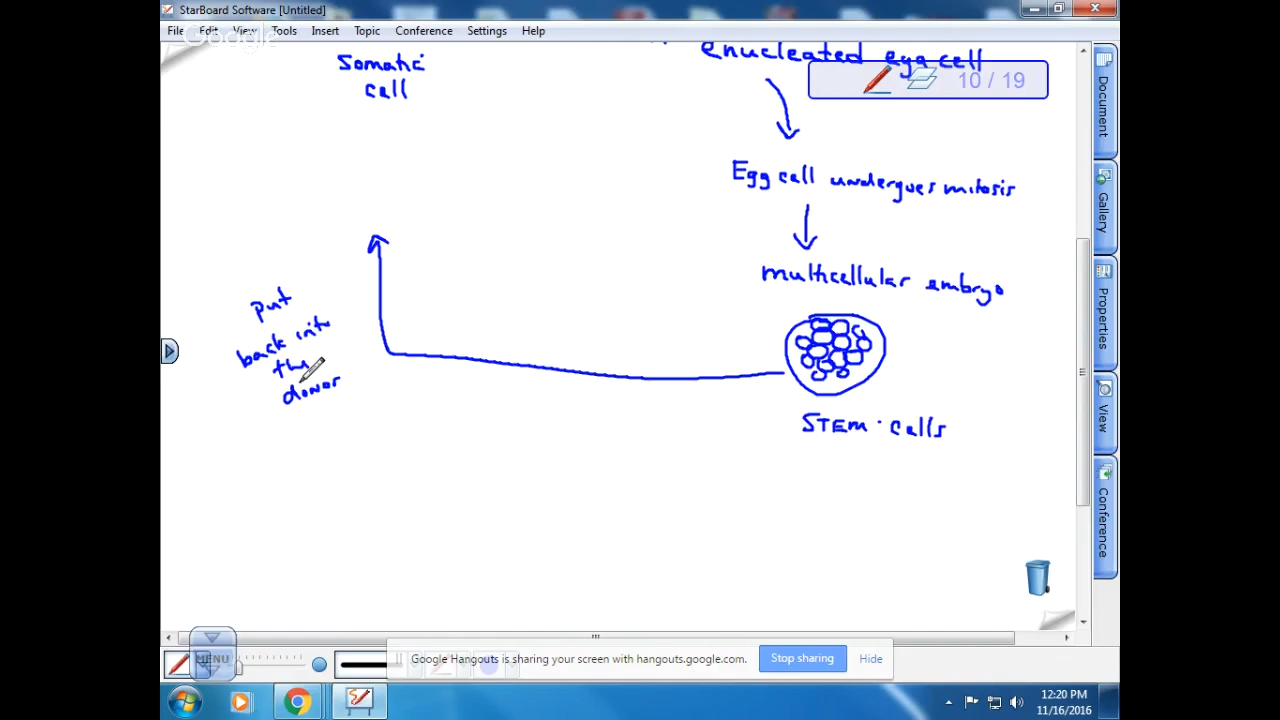 StarBoard Software [Untitled]
File Edit View Tools Insert Topic Conference Settings Help
Google
Somatic
cell
enucleated egg cell
10 / 19
Egg cell undergoes mitosis
multicellular embryo
put
back into
the
donor
STEM cells
Document
Gallery
Properties
View
Conference
MENU
Google Hangouts is sharing your screen with hangouts.google.com.
Stop sharing
Hide
12:20 PM
11/16/2016